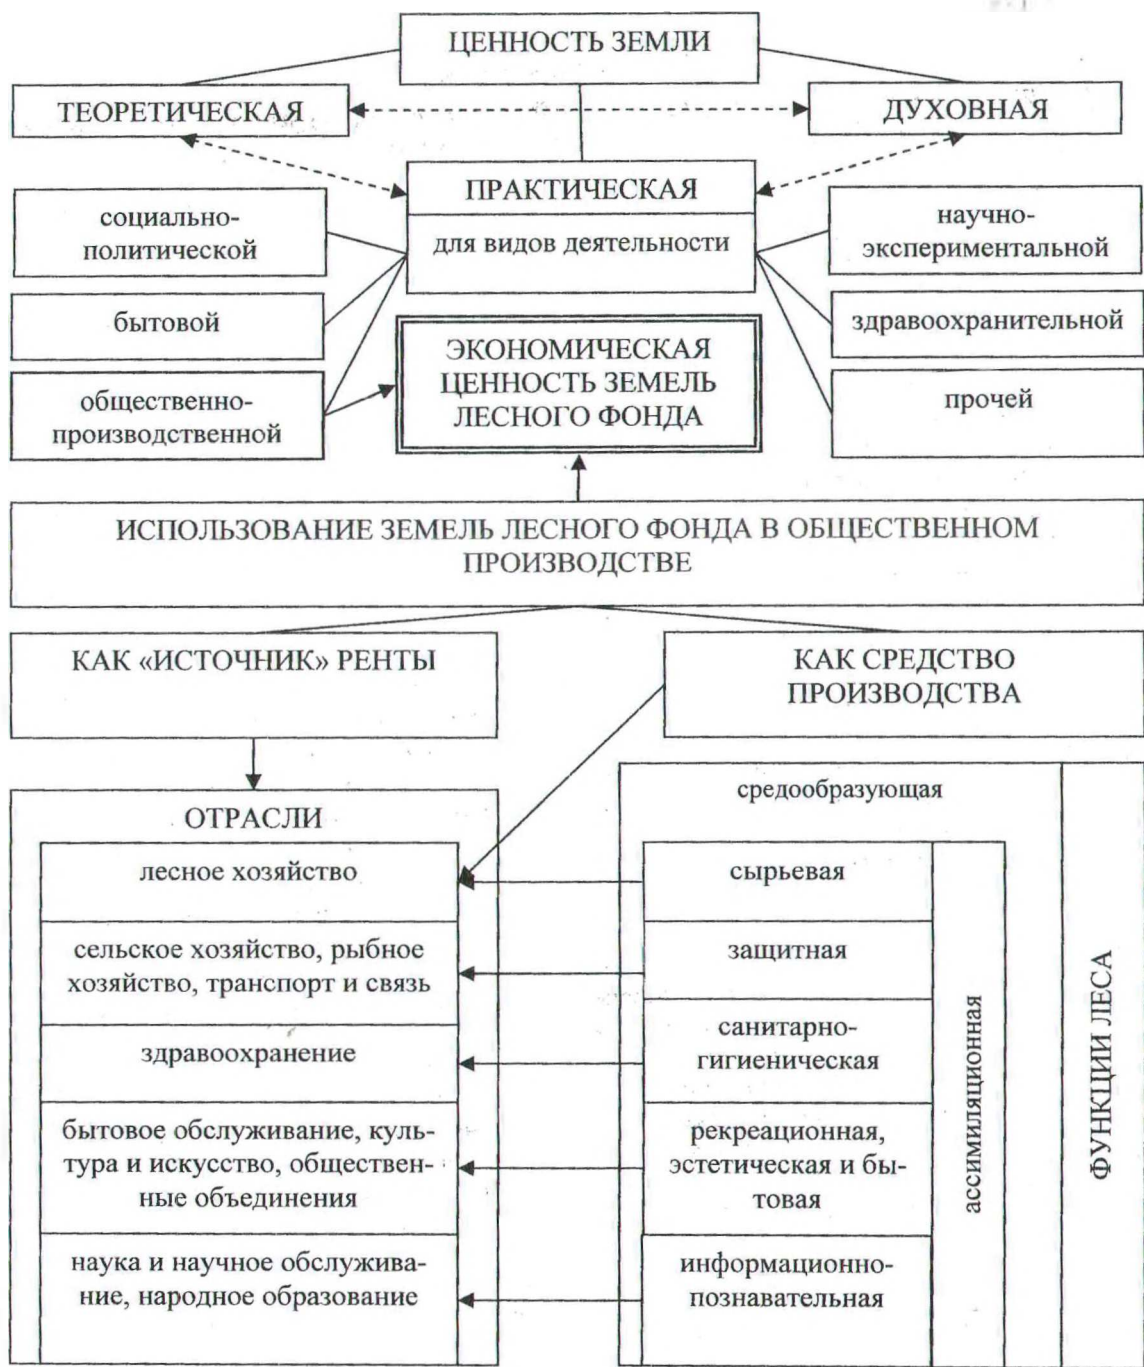 ЦЕННОСТЬ ЗЕМЛИ
ТЕОРЕТИЧЕСКАЯ
ДУХОВНАЯ
ПРАКТИЧЕСКАЯ
для видов деятельности
социально-
политической
бытовой
общественно-
производственной
научно-
экспериментальной
здравоохранительной
прочей
ЭКОНОМИЧЕСКАЯ
ЦЕННОСТЬ ЗЕМЕЛЬ
ЛЕСНОГО ФОНДА
ИСПОЛЬЗОВАНИЕ ЗЕМЕЛЬ ЛЕСНОГО ФОНДА В ОБЩЕСТВЕННОМ
ПРОИЗВОДСТВЕ
КАК «ИСТОЧНИК» РЕНТЫ
КАК СРЕДСТВО
ПРОИЗВОДСТВА
ОТРАСЛИ
лесное хозяйство
сельское хозяйство, рыбное
хозяйство, транспорт и связь
здравоохранение
бытовое обслуживание, куль-
тура и искусство, обществен-
ные объединения
наука и научное обслужива-
ние, народное образование
средообразующая
сырьевая
защитная
санитарно-
гигиеническая
рекреационная,
эстетическая и бы-
товая
информационно-
познавательная
ассимиляционная
ФУНКЦИИ ЛЕСА